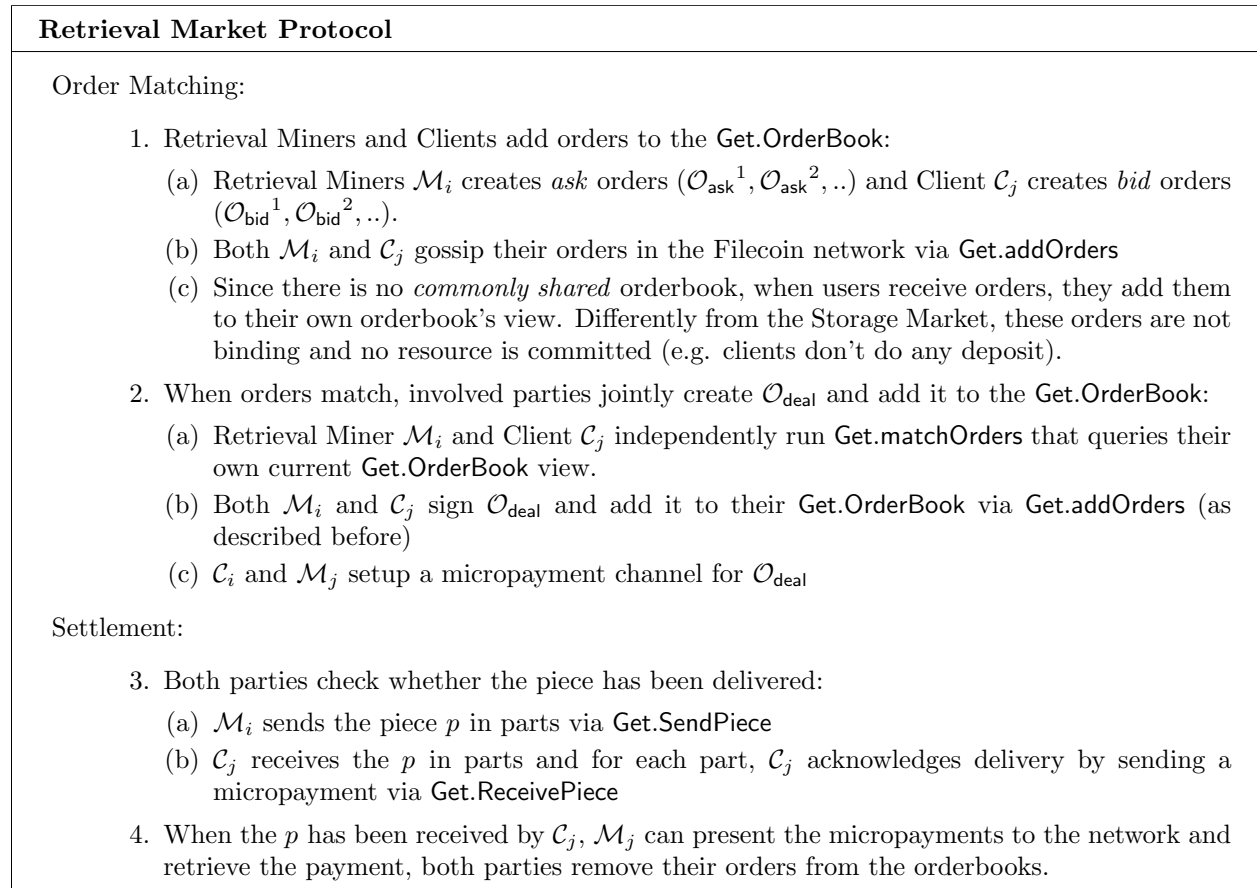 Retrieval Market Protocol
Order Matching:
1. Retrieval Miners and Clients add orders to the Get.OrderBook:
(a) Retrieval Miners ℳᵢ creates ask orders (𝒪ask¹, 𝒪ask², ..) and Client 𝒞ⱼ creates bid orders
(𝒪bid¹, 𝒪bid², ..).
(b) Both ℳᵢ and 𝒞ⱼ gossip their orders in the Filecoin network via Get.addOrders
(c) Since there is no commonly shared orderbook, when users receive orders, they add them
to their own orderbook's view. Differently from the Storage Market, these orders are not
binding and no resource is committed (e.g. clients don't do any deposit).
2. When orders match, involved parties jointly create 𝒪deal and add it to the Get.OrderBook:
(a) Retrieval Miner ℳᵢ and Client 𝒞ⱼ independently run Get.matchOrders that queries their
own current Get.OrderBook view.
(b) Both ℳᵢ and 𝒞ⱼ sign 𝒪deal and add it to their Get.OrderBook via Get.addOrders (as
described before)
(c) 𝒞ᵢ and ℳⱼ setup a micropayment channel for 𝒪deal
Settlement:
3. Both parties check whether the piece has been delivered:
(a) ℳᵢ sends the piece p in parts via Get.SendPiece
(b) 𝒞ⱼ receives the p in parts and for each part, 𝒞ⱼ acknowledges delivery by sending a
micropayment via Get.ReceivePiece
4. When the p has been received by 𝒞ⱼ, ℳⱼ can present the micropayments to the network and
retrieve the payment, both parties remove their orders from the orderbooks.